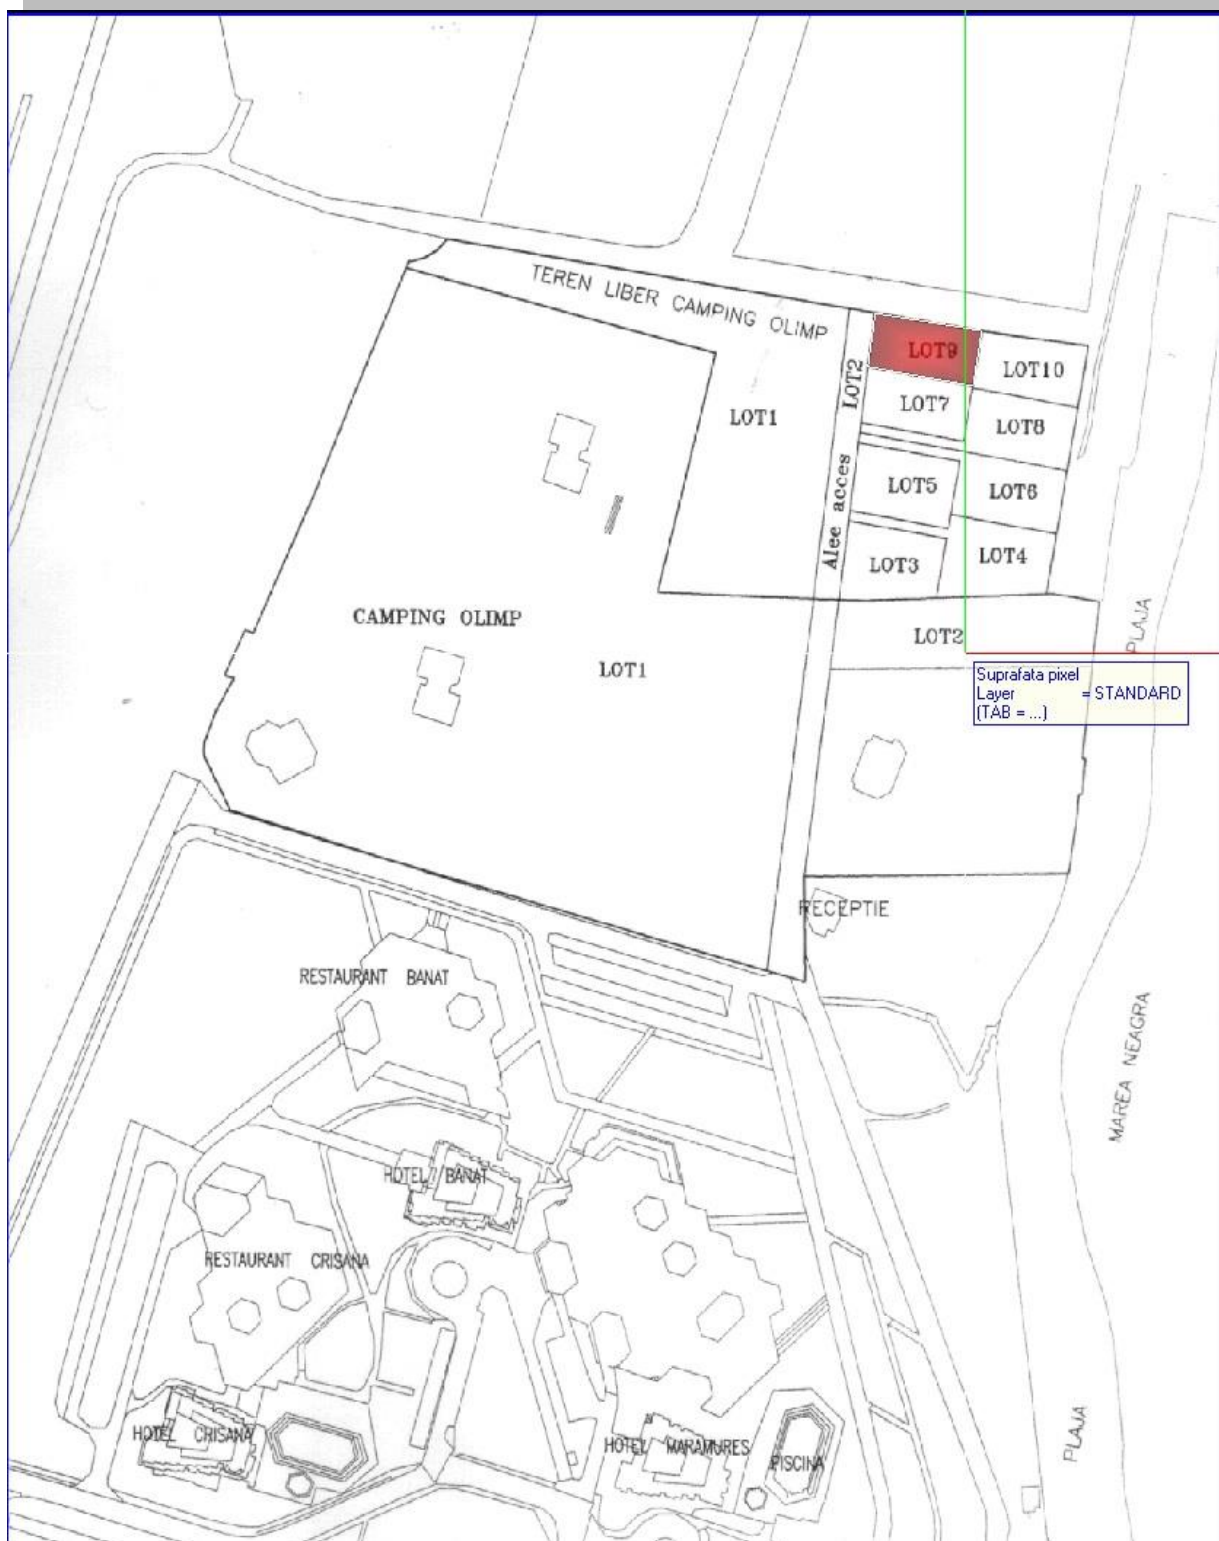 TEREN LIBER CAMPING OLIMP
LOT9
LOT10
LOT2
LOT7
LOT1
LOT8
LOT5
LOT6
Alee acces
LOT4
LOT3
CAMPING OLIMP
PLAJA
LOT2
LOT1
Suprafata pixel
Layer = STANDARD
(TAB = ...)
RECEPTIE
RESTAURANT BANAT
MAREA NEAGRA
HOTEL BANAT
RESTAURANT CRISANA
PLAJA
HOTEL CRISANA
HOTEL MARAMURES
PISCINA